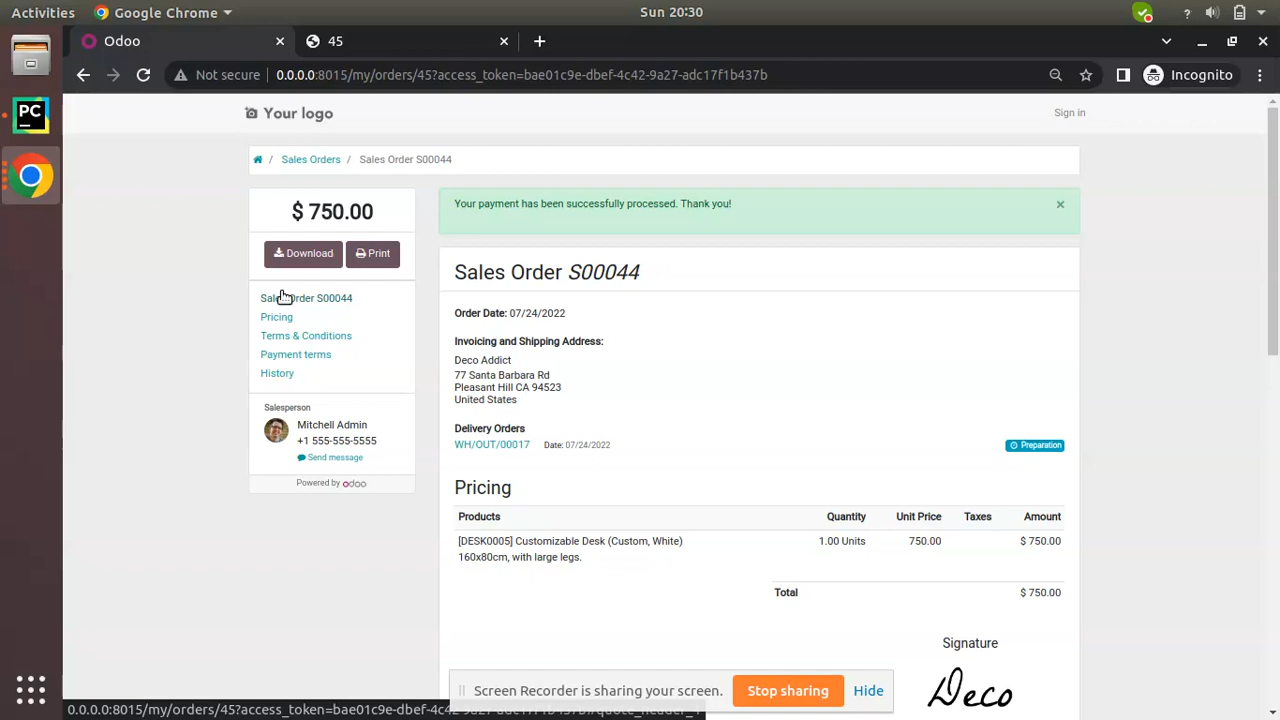 Activities Google Chrome Sun 20:30 ?
Odoo 45
Not secure 0.0.0.0:8015/my/orders/45?access_token=bae01c9e-dbef-4c42-9a27-adc17f1b437b Incognito
Your logo Sign in
/ Sales Orders / Sales Order S00044
PC
$ 750.00
Download Print
Sales Order S00044
Pricing
Terms & Conditions
Payment terms
History
Salesperson
Mitchell Admin
+1 555-555-5555
Send message
Powered by odoo
Your payment has been successfully processed. Thank you! ×
Sales Order S00044
Order Date: 07/24/2022
Invoicing and Shipping Address:
Deco Addict
77 Santa Barbara Rd
Pleasant Hill CA 94523
United States
Delivery Orders
WH/OUT/00017 Date: 07/24/2022 Preparation
Pricing
Products Quantity Unit Price Taxes Amount
[DESK0005] Customizable Desk (Custom, White) 1.00 Units 750.00 $ 750.00
160x80cm, with large legs.
Total $ 750.00
Signature
Deco
Screen Recorder is sharing your screen. Stop sharing Hide